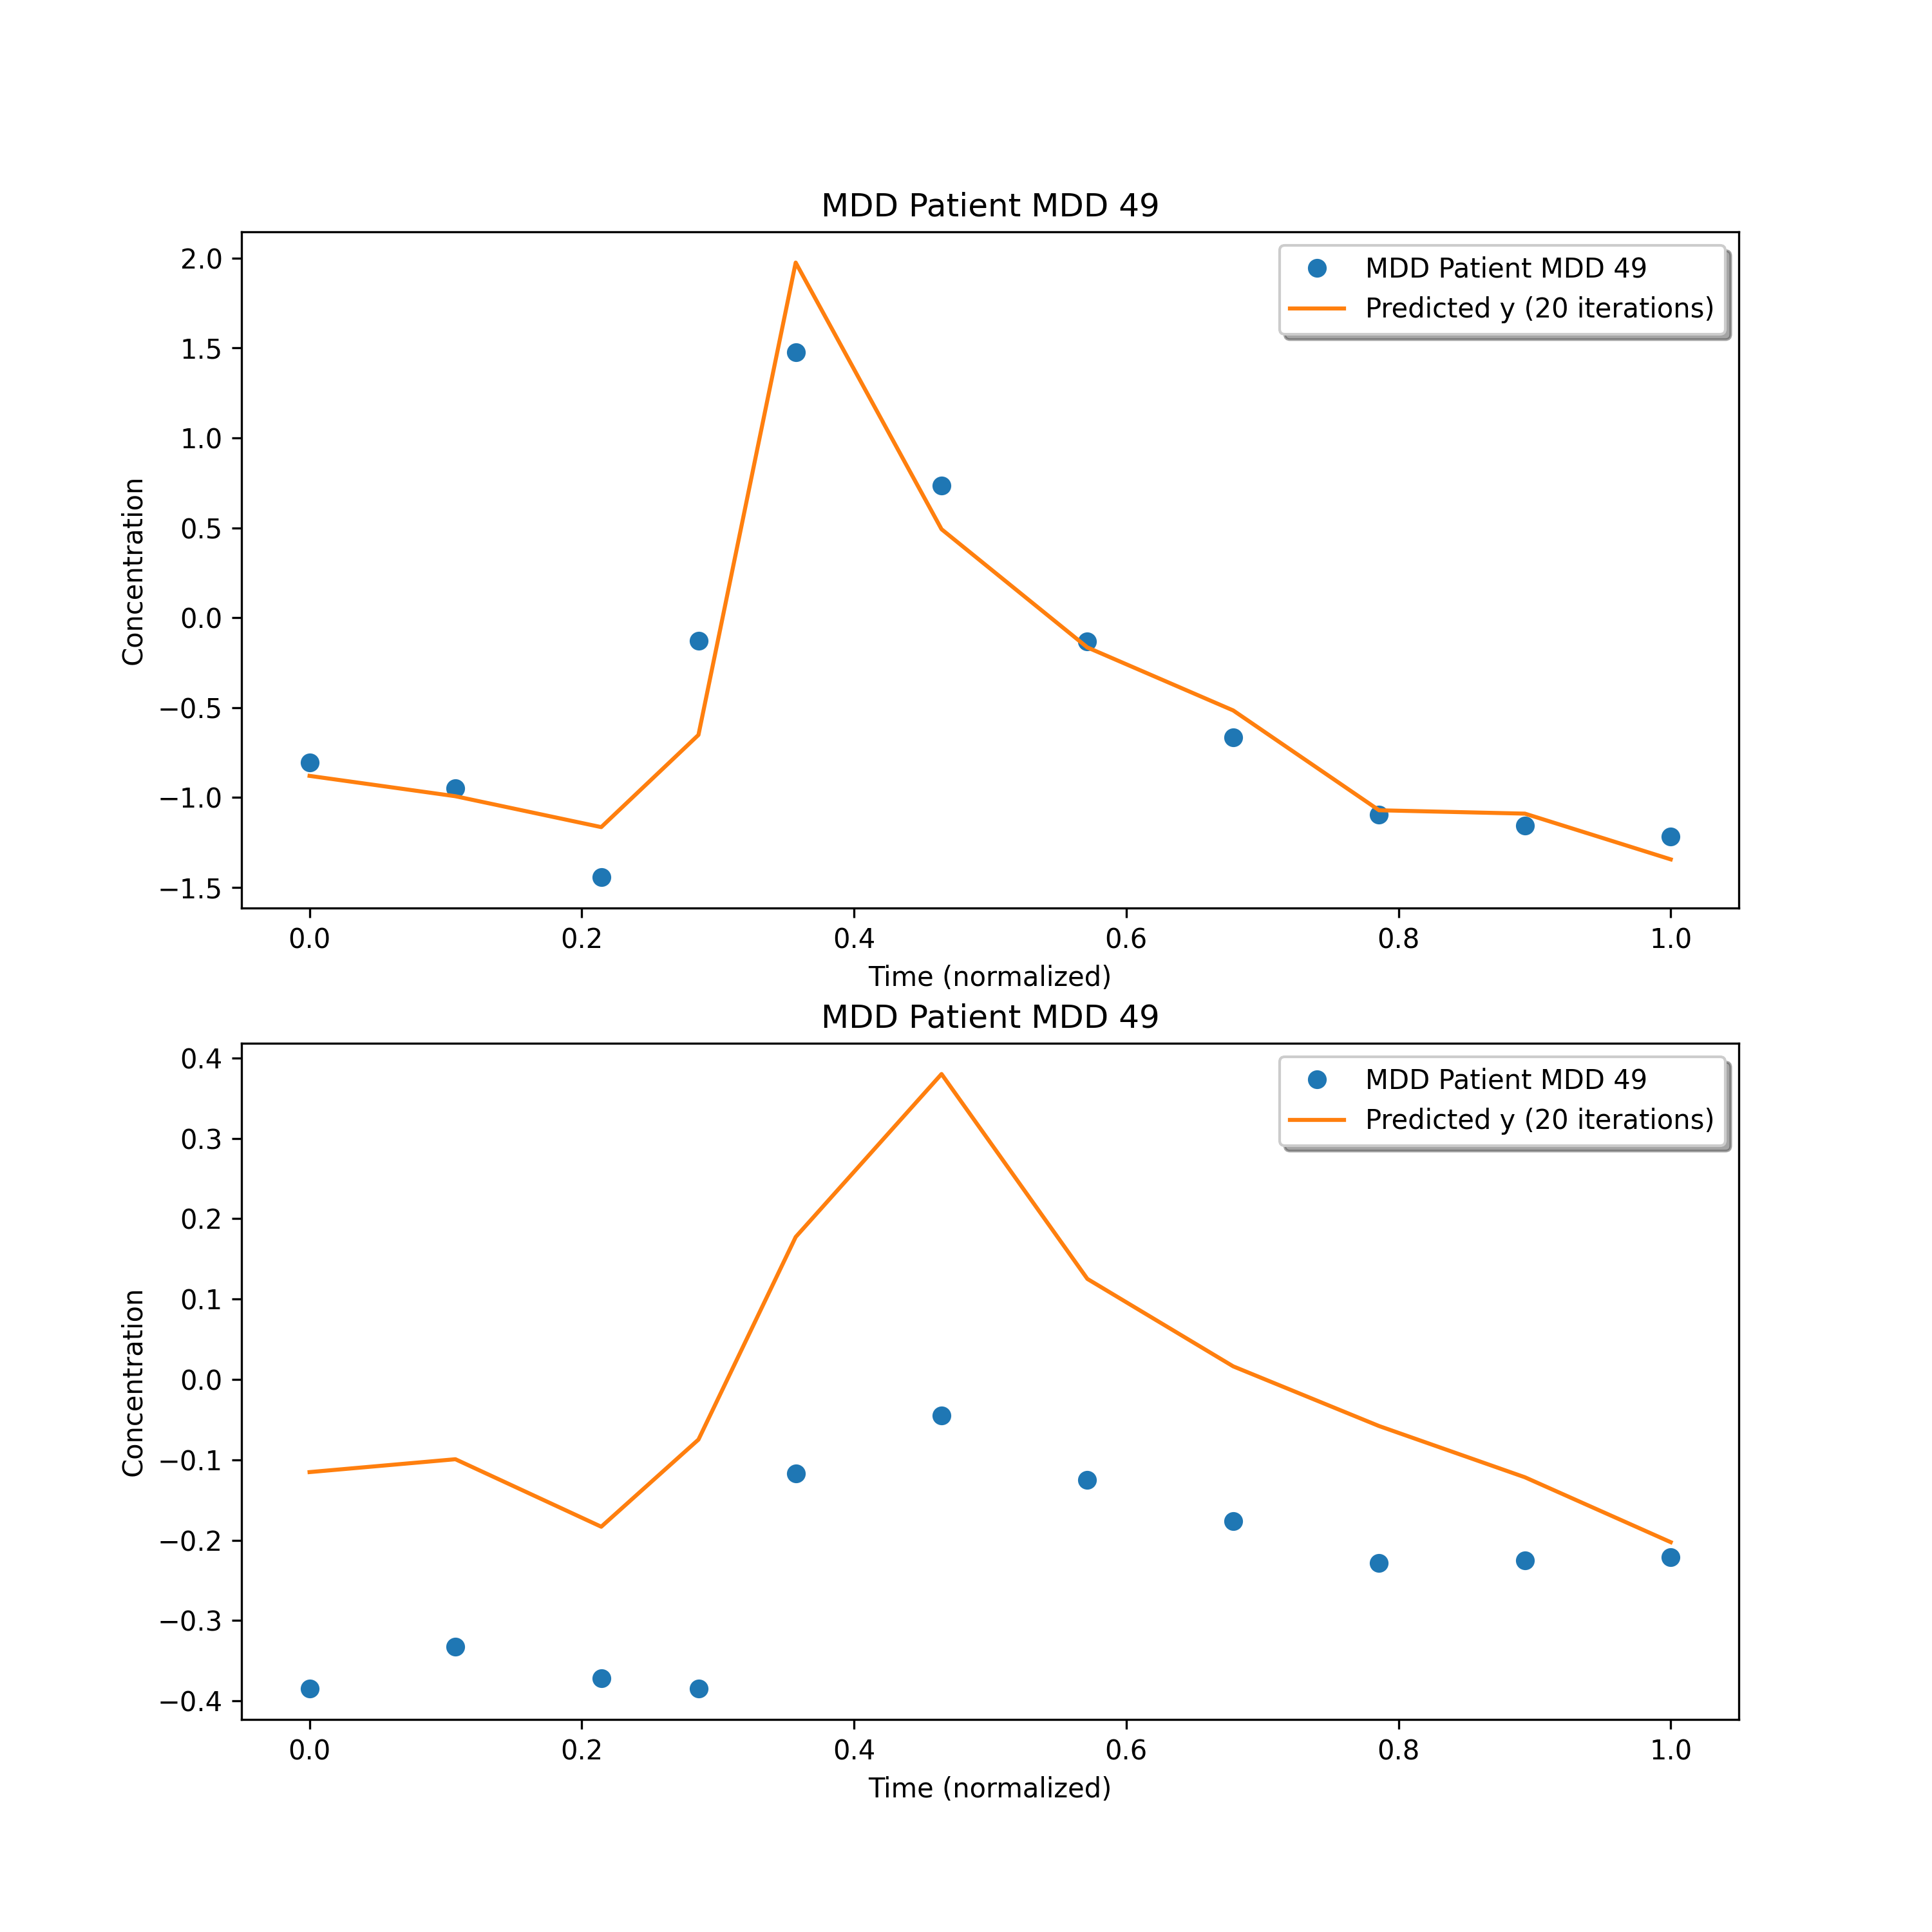 MDD Patient MDD 49
MDD Patient MDD 49
Predicted y (20 iterations)
2.0
1.5
1.0
0.5
0.0
−0.5
−1.0
−1.5
Concentration
0.0 0.2 0.4 0.6 0.8 1.0
Time (normalized)
MDD Patient MDD 49
MDD Patient MDD 49
Predicted y (20 iterations)
0.4
0.3
0.2
0.1
0.0
−0.1
−0.2
−0.3
−0.4
Concentration
0.0 0.2 0.4 0.6 0.8 1.0
Time (normalized)